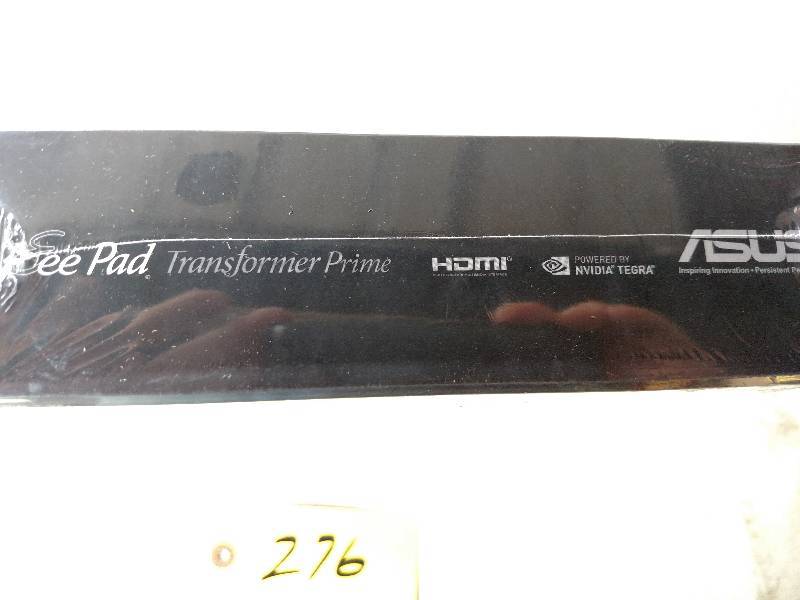 Eee Pad Transformer Prime
HDMI
POWERED BY
NVIDIA® TEGRA®
ASUS
Inspiring Innovation • Persistent
276